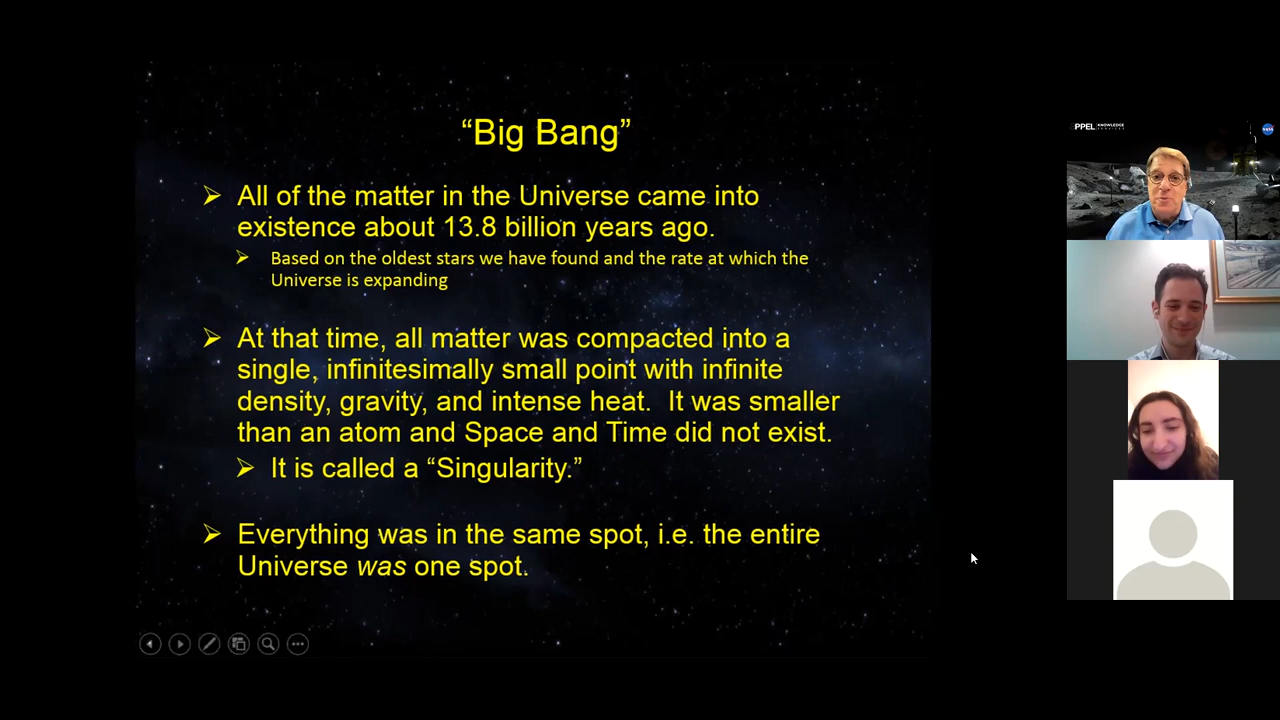 “Big Bang”
➢ All of the matter in the Universe came into
existence about 13.8 billion years ago.
➢ Based on the oldest stars we have found and the rate at which the
Universe is expanding
➢ At that time, all matter was compacted into a
single, infinitesimally small point with infinite
density, gravity, and intense heat.  It was smaller
than an atom and Space and Time did not exist.
➢ It is called a “Singularity.”
➢ Everything was in the same spot, i.e. the entire
Universe was one spot.
PPEL KNOWLEDGE
SERVICES
NASA